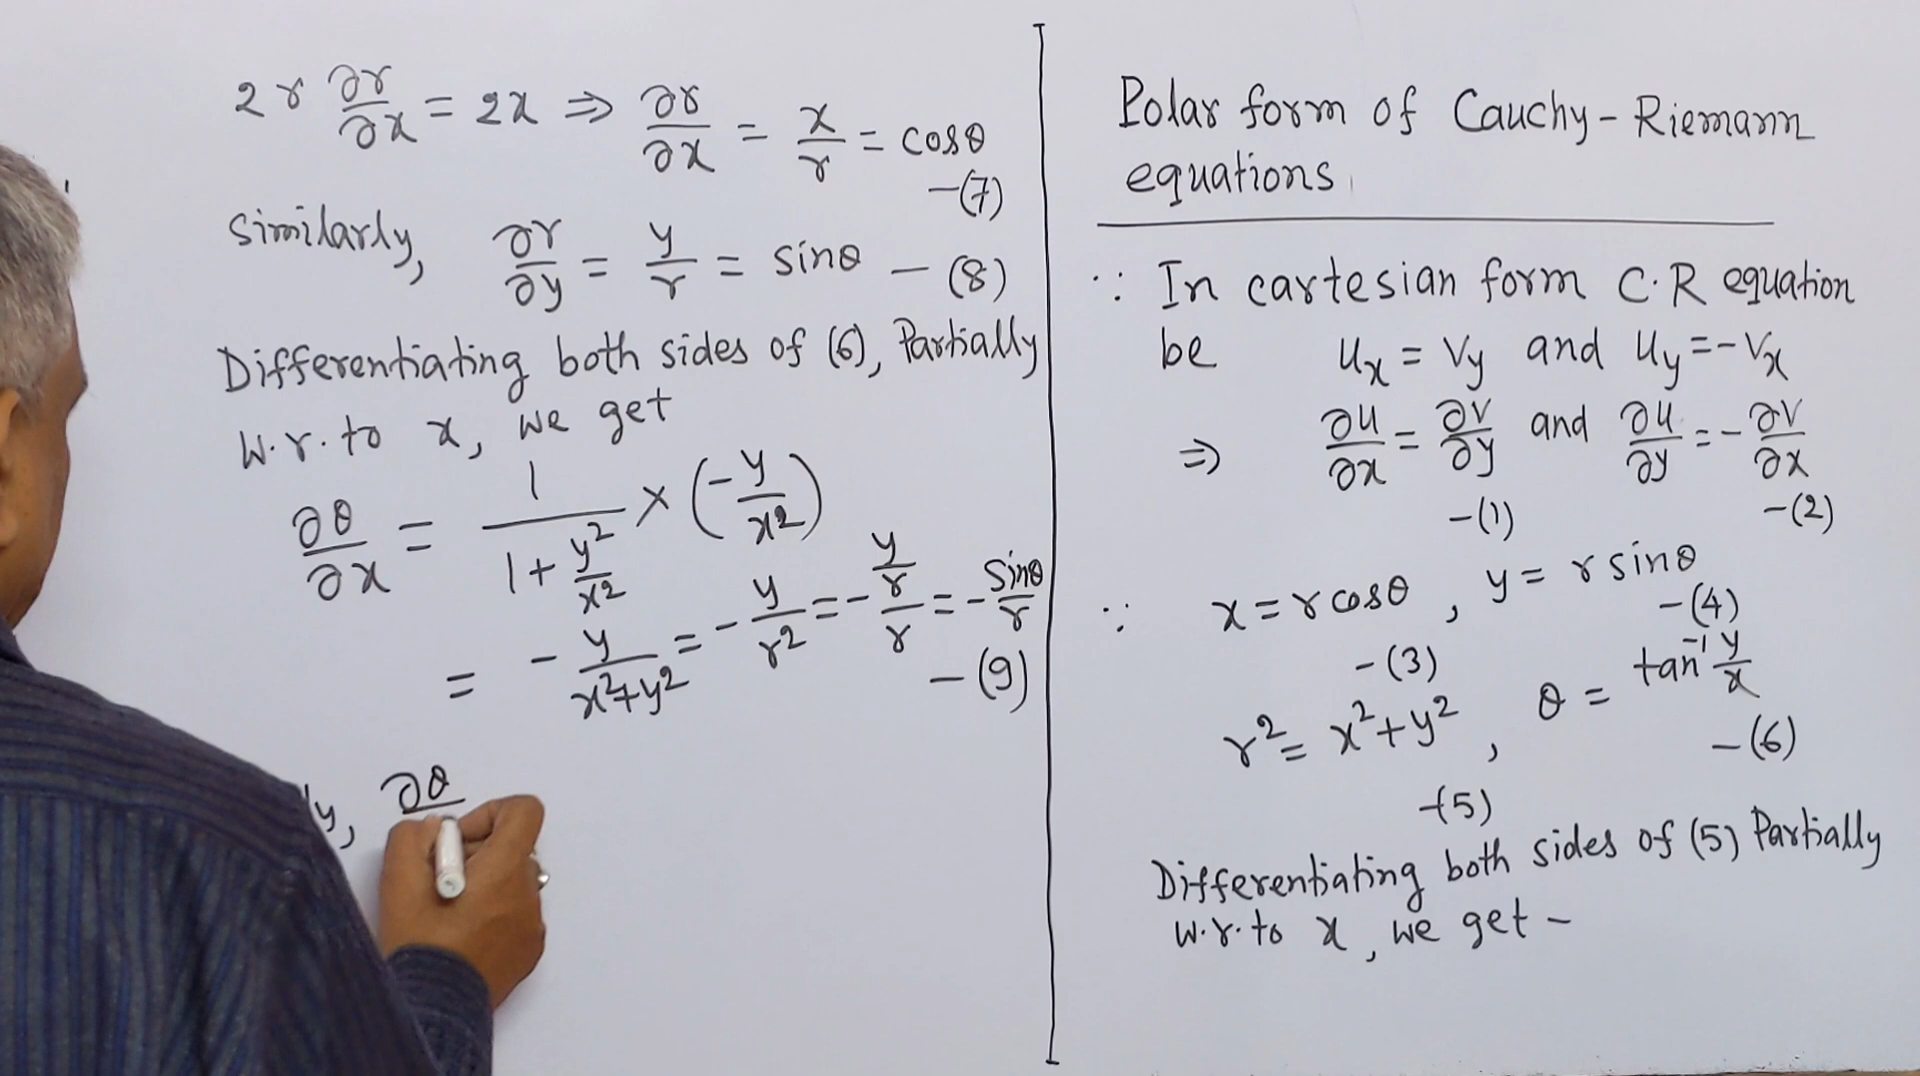 Polar form of Cauchy-Riemann
equations
∵ In cartesian form C.R equation
be uₓ = v_y and u_y = -vₓ
⇒ ∂u/∂x = ∂v/∂y and ∂u/∂y = -∂v/∂x
-(1) -(2)
∵ x = r cosθ , y = r sinθ
-(3) -(4)
r² = x²+y² , θ = tan⁻¹ y/x
-(5) -(6)
Differentiating both sides of (5) Partially
w.r.to x, we get -
2r ∂r/∂x = 2x ⇒ ∂r/∂x = x/r = cosθ
-(7)
Similarly, ∂r/∂y = y/r = sinθ - (8)
Differentiating both sides of (6), Partially
w.r.to x, we get
∂θ/∂x = 1/(1+y²/x²) × (-y/x²)
= -y/(x²+y²) = -y/r² = -(y/r)/r = -sinθ/r
-(9)
∂θ